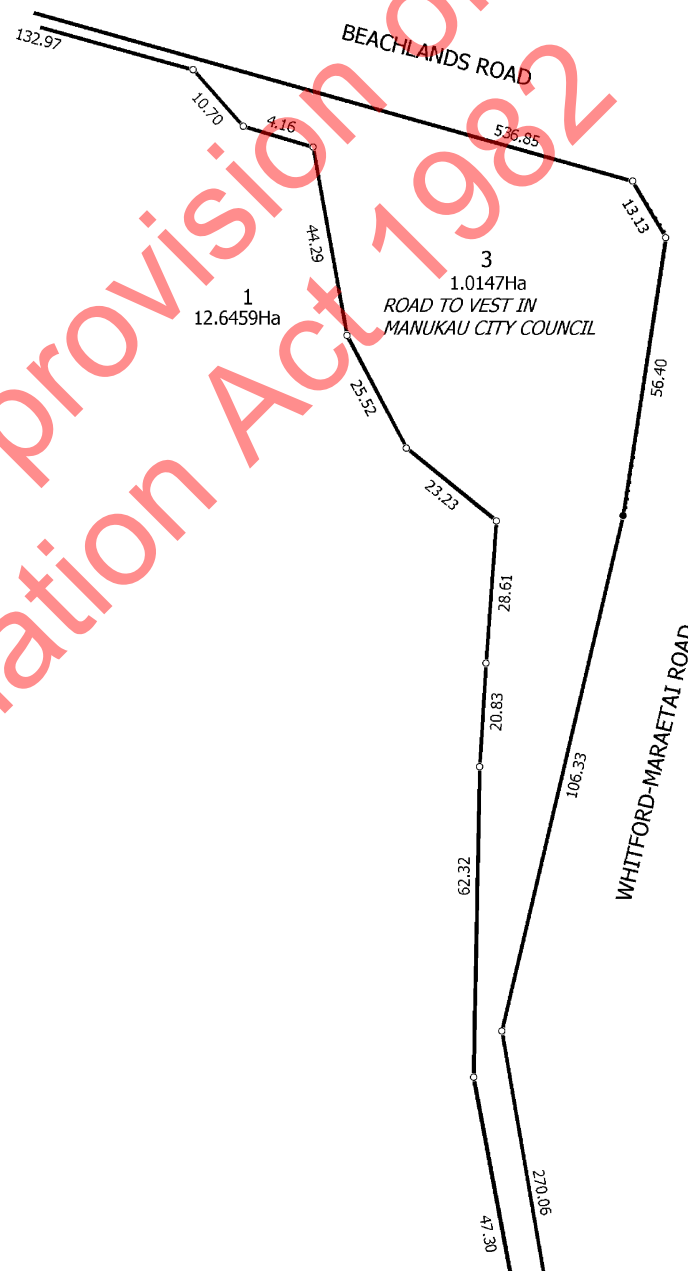 BEACHLANDS ROAD
132.97
10.70
4.16
536.85
13.13
44.29
3
1.0147Ha
ROAD TO VEST IN
MANUKAU CITY COUNCIL
1
12.6459Ha
56.40
25.52
23.23
28.61
20.83
106.33
WHITFORD-MARAETAI ROAD
62.32
270.06
47.30
provision
ation Act 1982